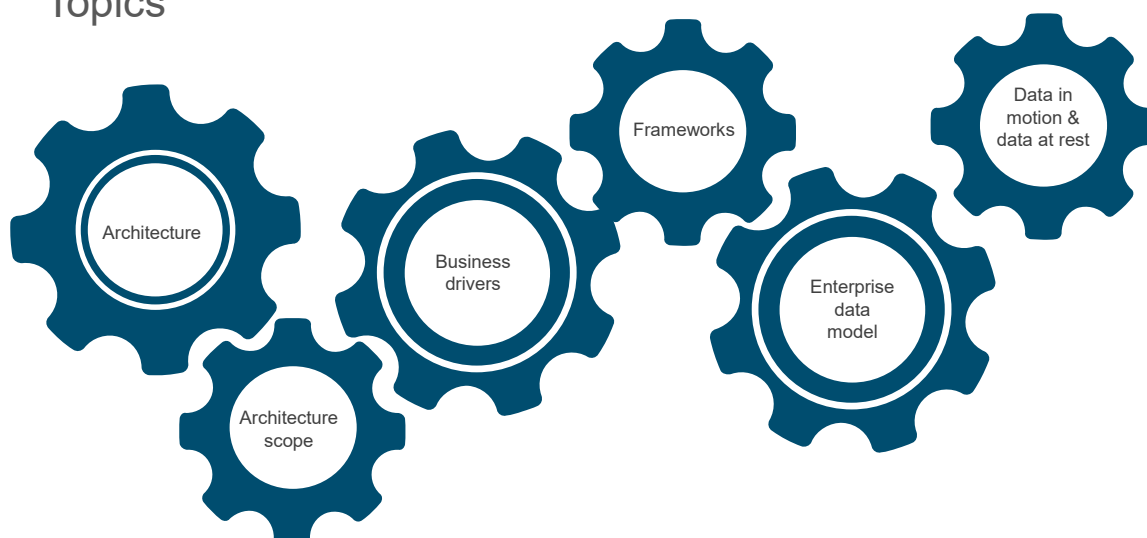 Topics
Architecture
Architecture
scope
Business
drivers
Frameworks
Enterprise
data
model
Data in
motion &
data at rest